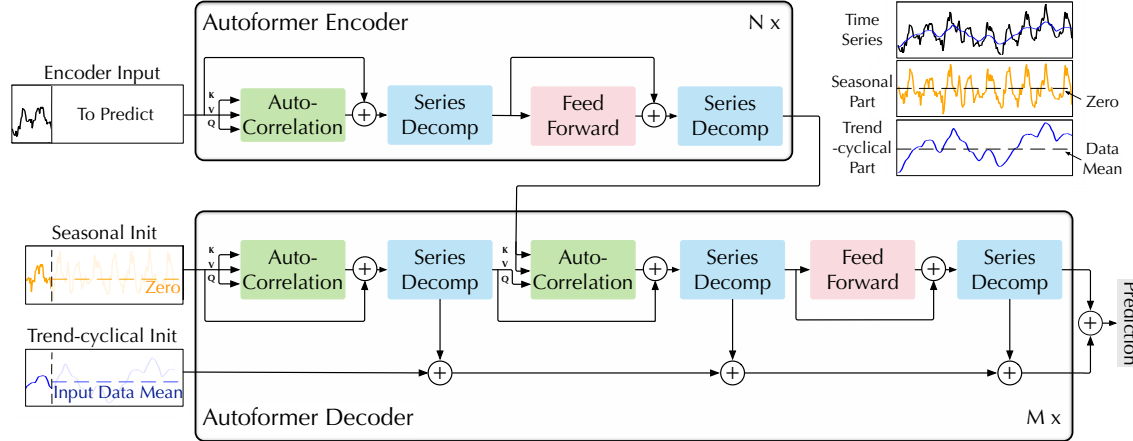 Autoformer Encoder
N x
Encoder Input
To Predict
K
V
Q
Auto-
Correlation
Series
Decomp
Feed
Forward
Series
Decomp
Time
Series
Seasonal
Part
Zero
Trend
-cyclical
Part
Data
Mean
Seasonal Init
Zero
K
V
Q
Auto-
Correlation
Series
Decomp
K
V
Q
Auto-
Correlation
Series
Decomp
Feed
Forward
Series
Decomp
Prediction
Trend-cyclical Init
Input Data Mean
Autoformer Decoder
M x